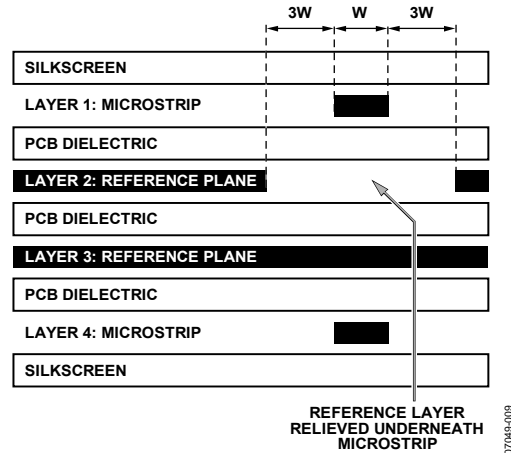 3W W 3W
SILKSCREEN
LAYER 1: MICROSTRIP
PCB DIELECTRIC
LAYER 2: REFERENCE PLANE
PCB DIELECTRIC
LAYER 3: REFERENCE PLANE
PCB DIELECTRIC
LAYER 4: MICROSTRIP
SILKSCREEN
REFERENCE LAYER
RELIEVED UNDERNEATH
MICROSTRIP
07049-009